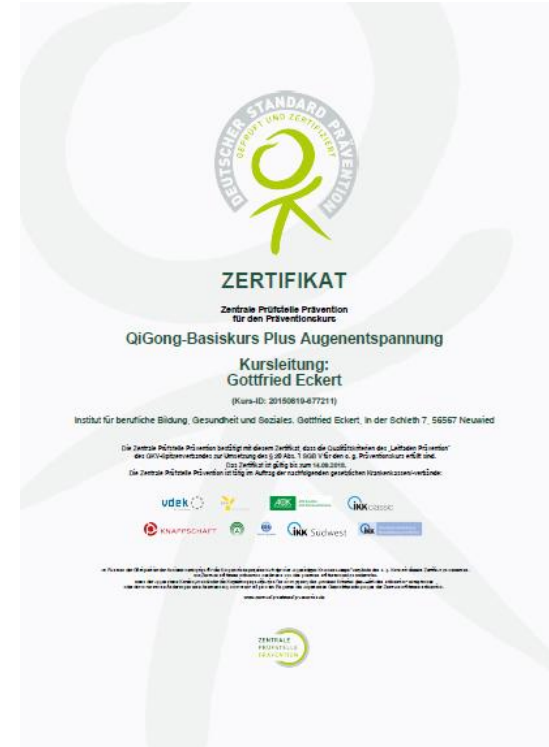 DEUTSCHER STANDARD PRÄVENTION
GEPRÜFT UND ZERTIFIZIERT
ZERTIFIKAT
Zentrale Prüfstelle Prävention
für den Präventionskurs
QiGong-Basiskurs Plus Augenentspannung
Kursleitung:
Gottfried Eckert
(Kurs-ID: 20150819-677211)
Institut für berufliche Bildung, Gesundheit und Soziales, Gottfried Eckert, In der Schleth 7, 56567 Neuwied
Die Zentrale Prüfstelle Prävention bestätigt mit diesem Zertifikat, dass die Qualitätskriterien des „Leitfaden Prävention"
des GKV-Spitzenverbandes zur Umsetzung des § 20 Abs. 1 SGB V für den o. g. Präventionskurs erfüllt sind.
Das Zertifikat ist gültig bis zum 14.09.2018.
Die Zentrale Prüfstelle Prävention ist tätig im Auftrag der nachfolgenden gesetzlichen Krankenkassen/-verbände:
vdek AOK IKK classic
KNAPPSCHAFT IKK Südwest
ZENTRALE
PRÜFSTELLE
PRÄVENTION